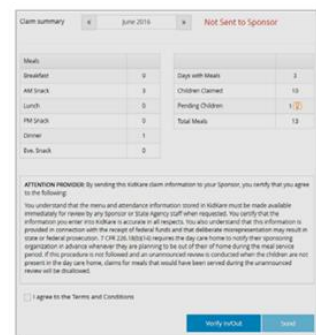 Claim summary « June 2016 » Not Sent to Sponsor
Meals
Breakfast 0 Days with Meals 3
AM Snack 3 Children Claimed 10
Lunch 0 Pending Children 1
PM Snack 0 Total Meals 13
Dinner 1
Eve. Snack 0
ATTENTION PROVIDER: By sending this KidKare claim information to your Sponsor, you certify that you agree
to the following:
You understand that the menu and attendance information stored in KidKare must be made available
immediately for review by any Sponsor or State Agency staff when requested. You certify that the
information you enter into KidKare is accurate in all respects. You also understand that this information is
provided in connection with the receipt of federal funds and that deliberate misrepresentation may result in
state or federal prosecution. 7 CFR 226.18(b)(14) requires the day care home to notify their sponsoring
organization in advance whenever they are planning to be out of their home during the meal service
period. If this procedure is not followed and an unannounced review is conducted when the children are not
present in the day care home, claims for meals that would have been served during the unannounced
review will be disallowed.
I agree to the Terms and Conditions
Verify In/Out Send